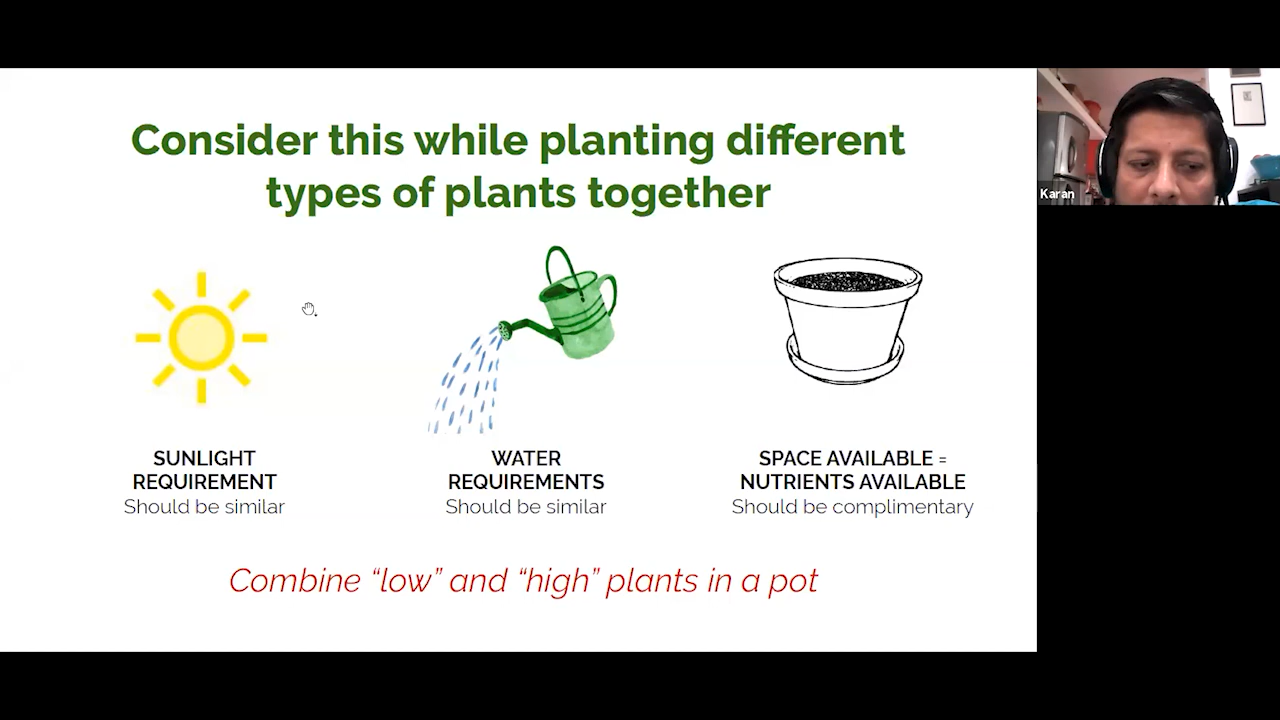 Consider this while planting different
types of plants together
Karan
SUNLIGHT
REQUIREMENT
Should be similar
WATER
REQUIREMENTS
Should be similar
SPACE AVAILABLE =
NUTRIENTS AVAILABLE
Should be complimentary
Combine “low” and “high” plants in a pot